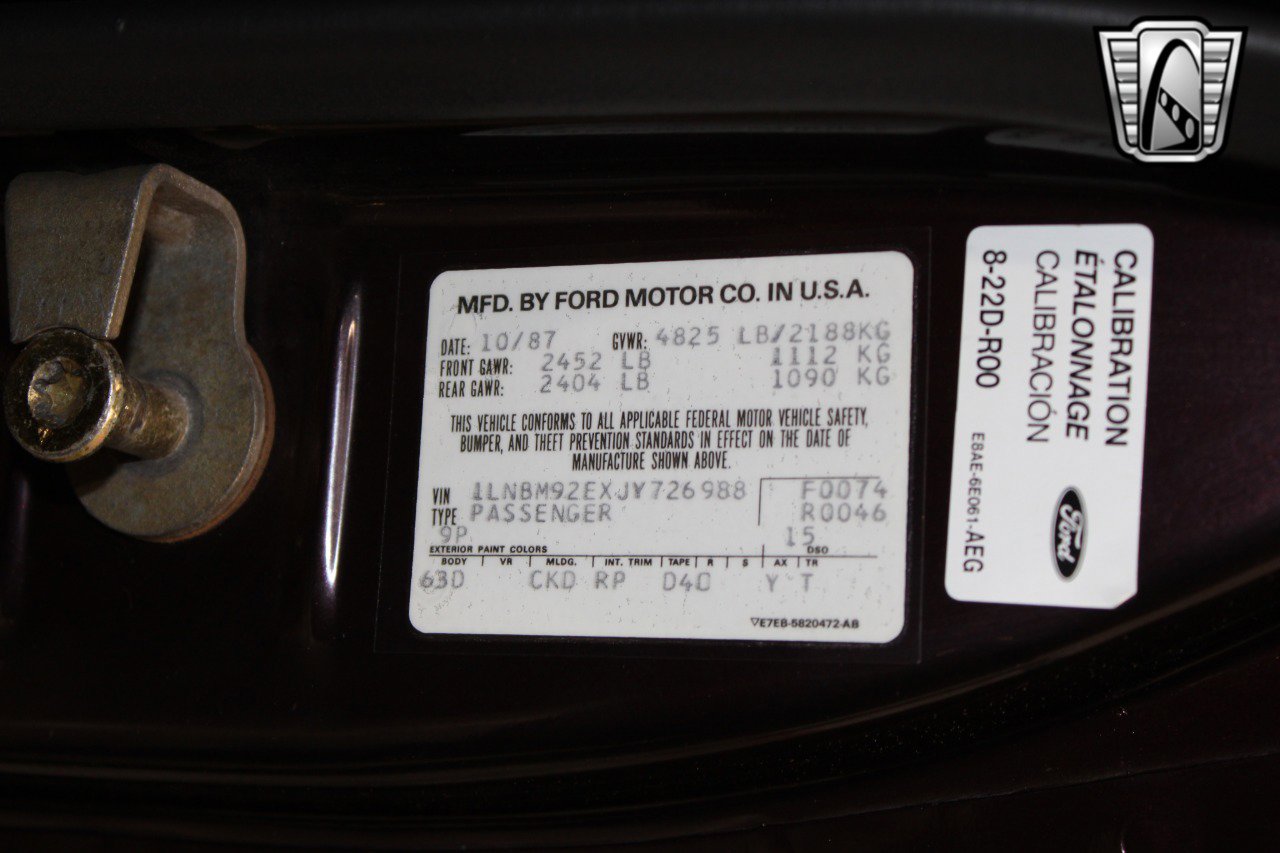 MFD. BY FORD MOTOR CO. IN U.S.A.
DATE: 10/87 GVWR: 4825 LB/2188KG
FRONT GAWR: 2452 LB 1112 KG
REAR GAWR: 2404 LB 1090 KG
THIS VEHICLE CONFORMS TO ALL APPLICABLE FEDERAL MOTOR VEHICLE SAFETY,
BUMPER, AND THEFT PREVENTION STANDARDS IN EFFECT ON THE DATE OF
MANUFACTURE SHOWN ABOVE.
VIN 1LNBM92EXJY726988 F0074
TYPE PASSENGER R0046
9P 15
EXTERIOR PAINT COLORS DSO
BODY VR MLDG. INT. TRIM TAPE R S AX TR
63D CKD RP D4C Y T
▽E7EB-5820472-AB
CALIBRATION
ÉTALONNAGE
CALIBRACIÓN
8-22D-R00
E8AE-6E061-AEG
Ford